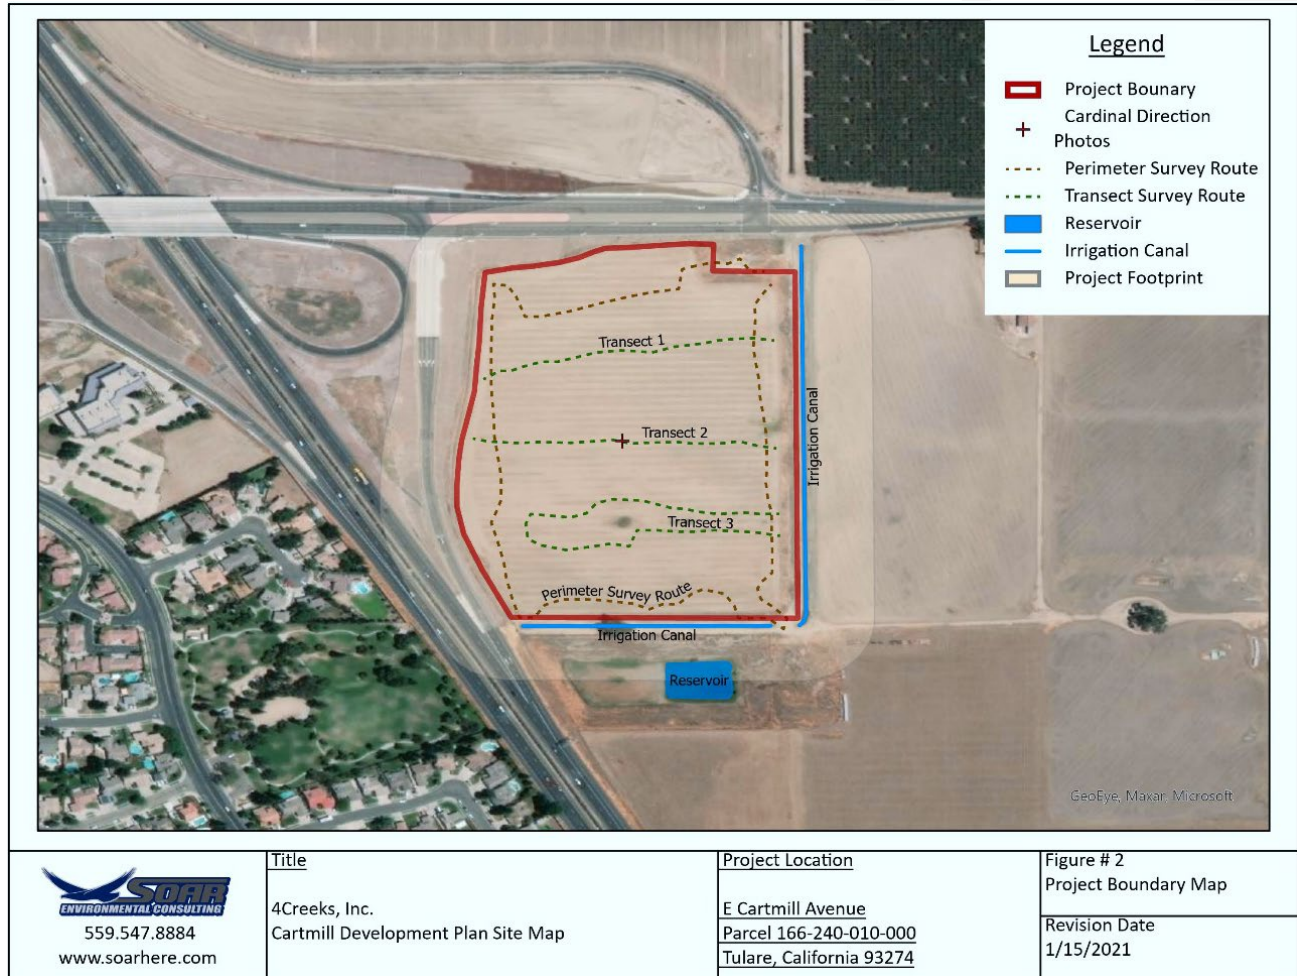 Legend
Project Bounary
Cardinal Direction
Photos
Perimeter Survey Route
Transect Survey Route
Reservoir
Irrigation Canal
Project Footprint
Transect 1
Transect 2
Irrigation Canal
Transect 3
Perimeter Survey Route
Irrigation Canal
Reservoir
GeoEye, Maxar, Microsoft
SOAR
ENVIRONMENTAL CONSULTING
559.547.8884
www.soarhere.com
Title
4Creeks, Inc.
Cartmill Development Plan Site Map
Project Location
E Cartmill Avenue
Parcel 166-240-010-000
Tulare, California 93274
Figure # 2
Project Boundary Map
Revision Date
1/15/2021